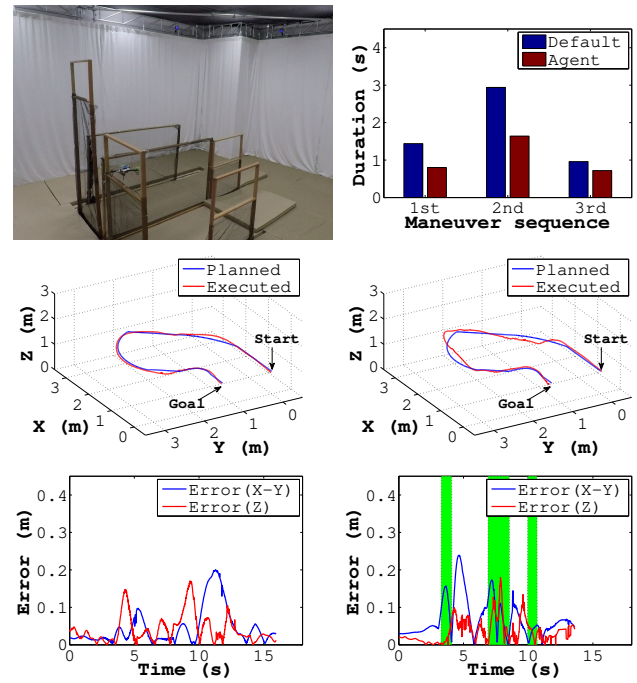 Duration (s)
4
3
2
1
0
Default
Agent
1st 2nd 3rd
Maneuver sequence
Planned
Executed
Z (m)
3
2
1
0
Start
Goal
3
2
1
0
X (m)
3
2
1
0
Y (m)
Planned
Executed
Z (m)
3
2
1
0
Start
Goal
3
2
1
0
X (m)
3
2
1
0
Y (m)
Error(X-Y)
Error(Z)
Error (m)
0.4
0.3
0.2
0.1
0
0 5 10 15
Time (s)
Error(X-Y)
Error(Z)
Error (m)
0.4
0.3
0.2
0.1
0
0 5 10 15
Time (s)